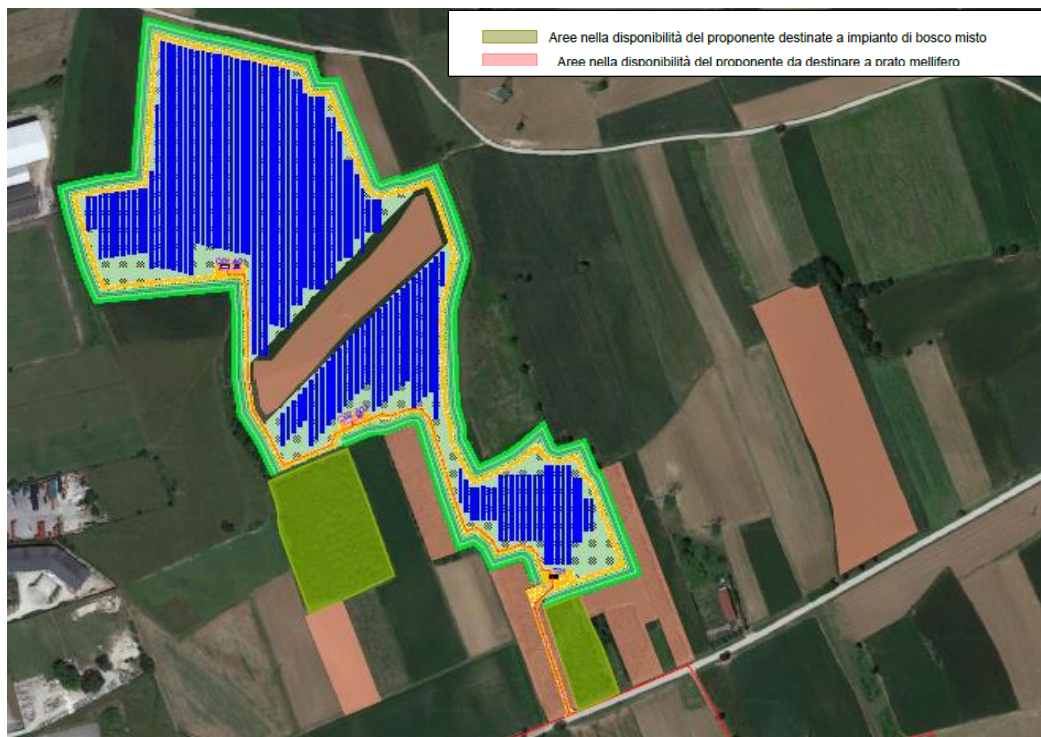 Aree nella disponibilità del proponente destinate a impianto di bosco misto
Aree nella disponibilità del proponente da destinare a prato mellifero